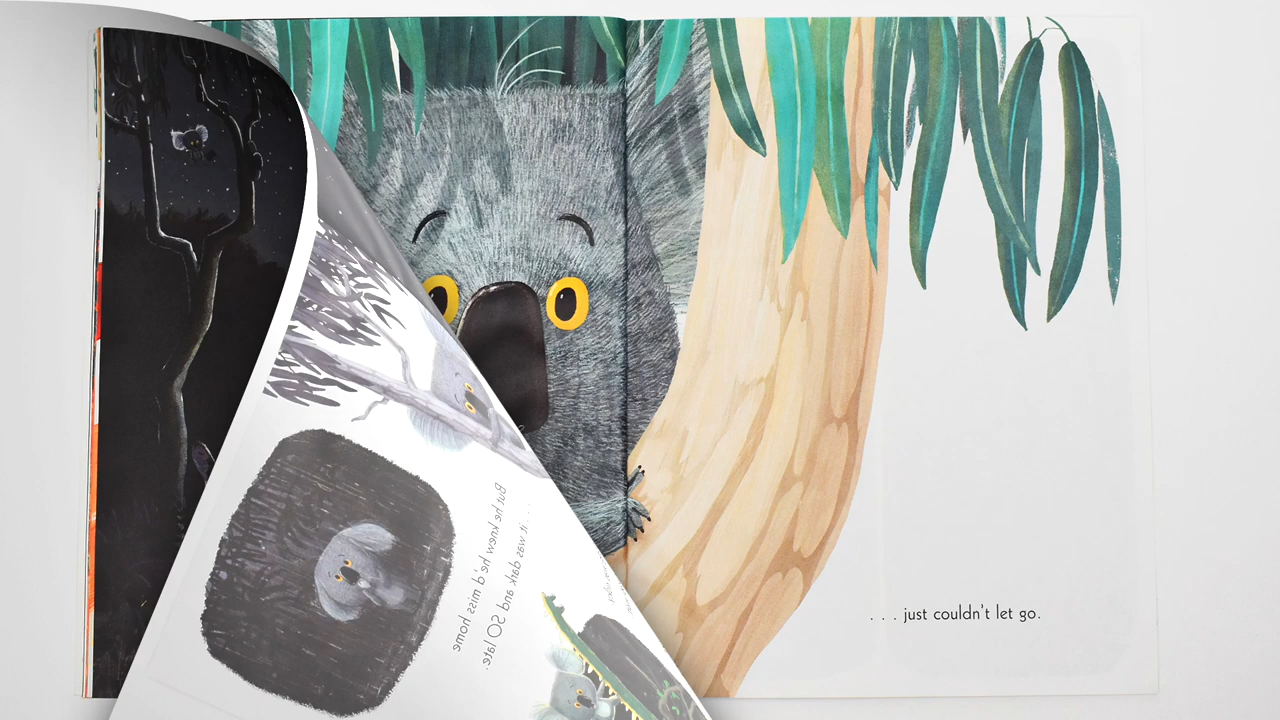 But he knew he'd miss home
. . . it was dark and SO late.
. . . just couldn't let go.